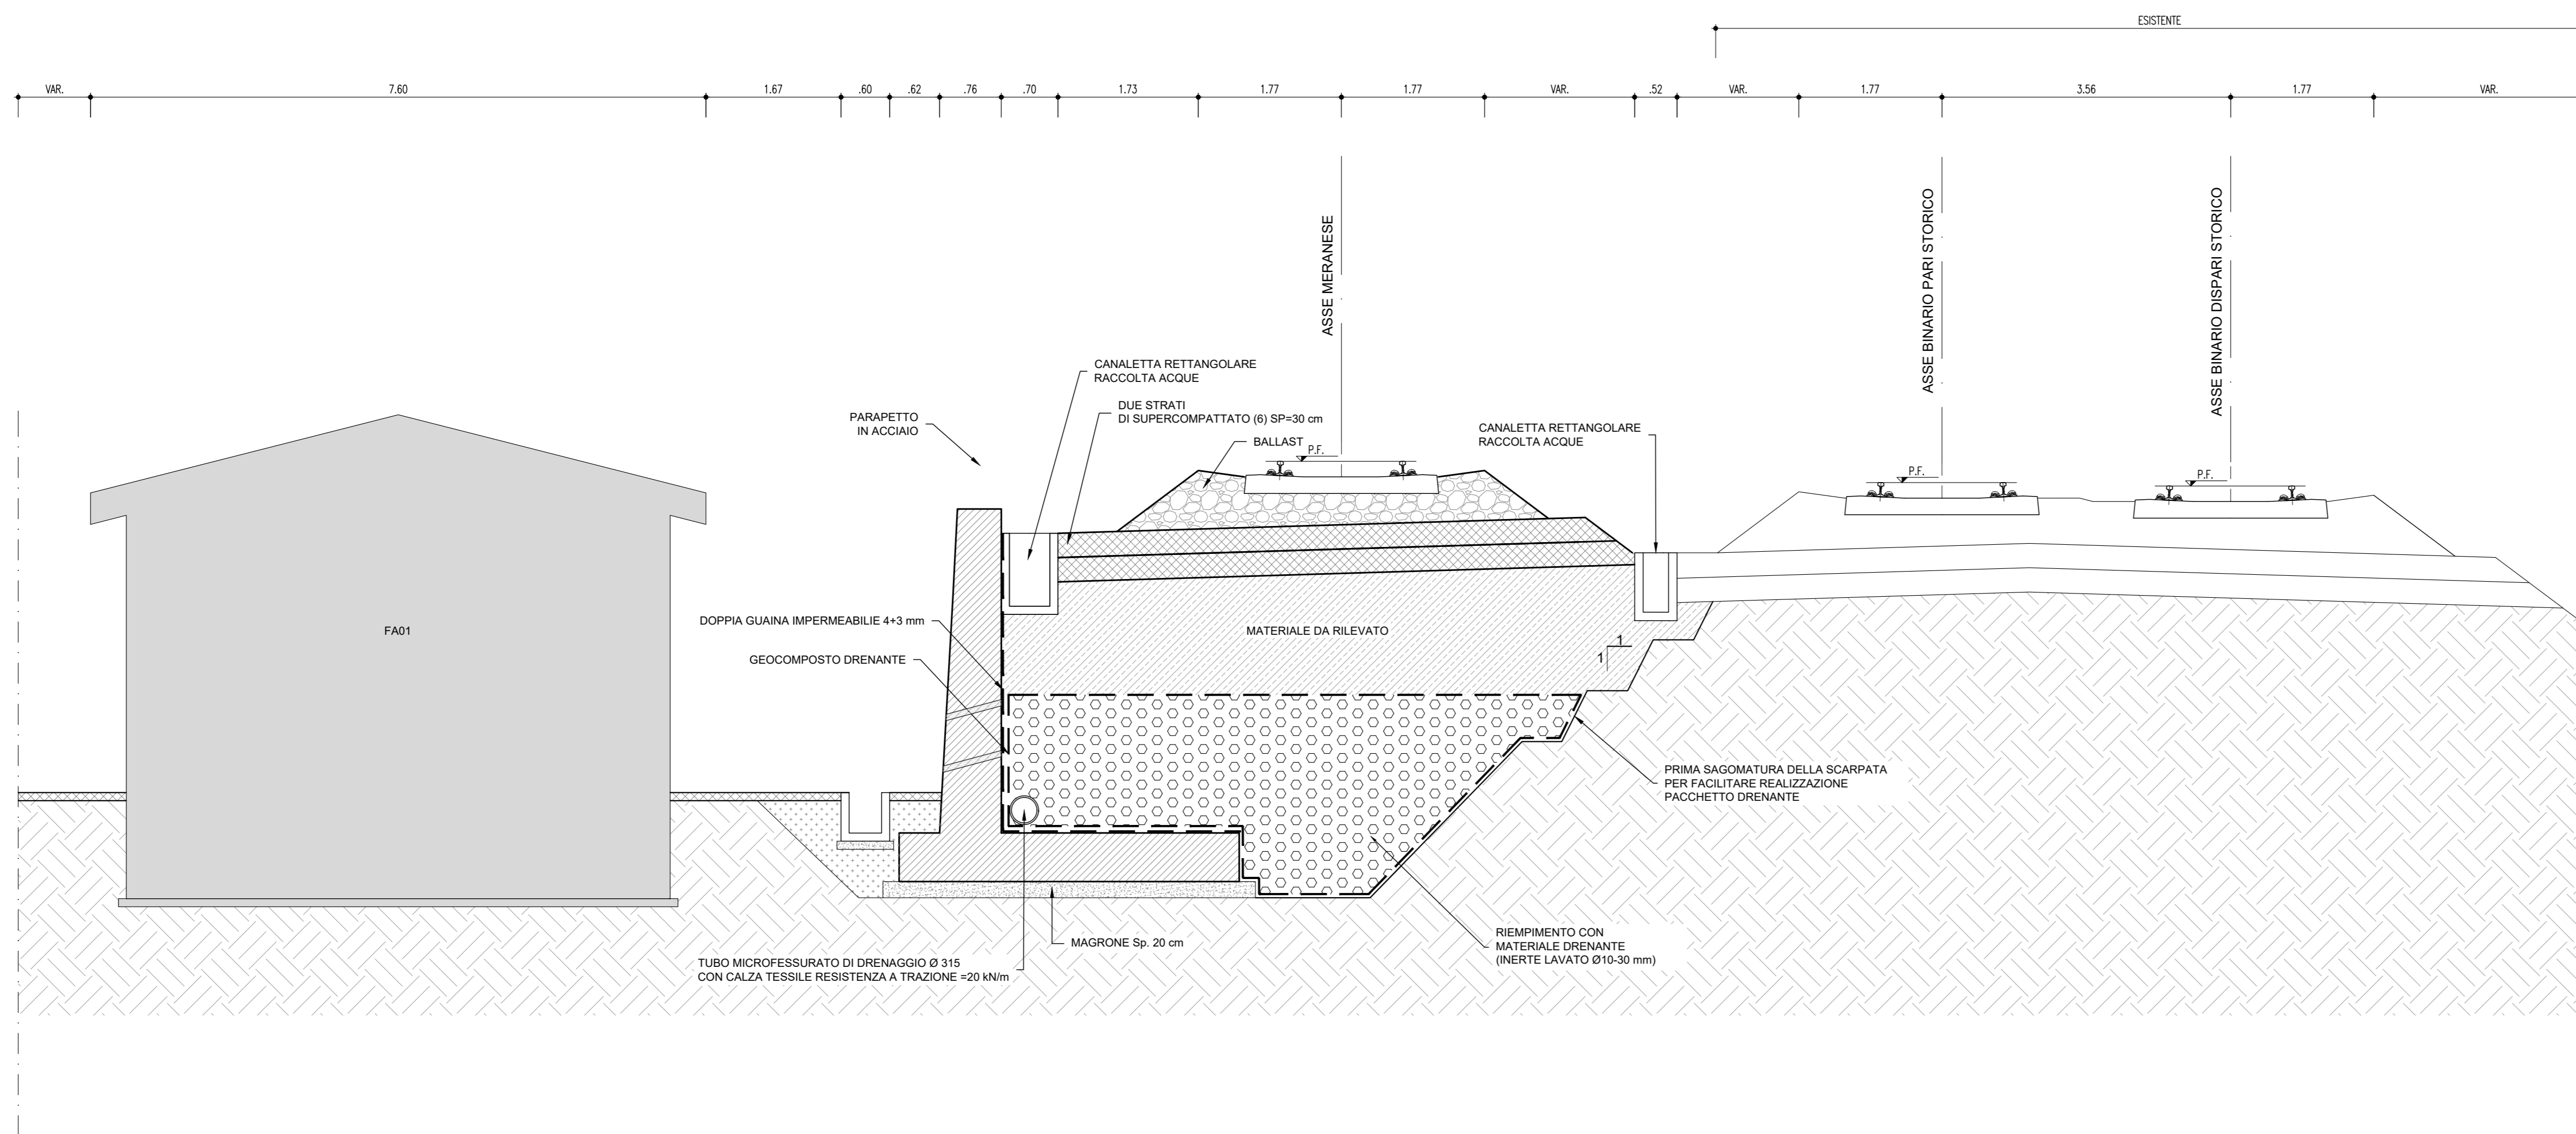 ESISTENTE
VAR.
7.60
1.67
.60
.62
.76
.70
1.73
1.77
1.77
VAR.
.52
VAR.
1.77
3.56
1.77
VAR.
ASSE MERANESE
ASSE BINARIO PARI STORICO
ASSE BINARIO DISPARI STORICO
CANALETTA RETTANGOLARE
RACCOLTA ACQUE
DUE STRATI
DI SUPERCOMPATTATO (6) SP=30 cm
PARAPETTO
IN ACCIAIO
BALLAST
P.F.
CANALETTA RETTANGOLARE
RACCOLTA ACQUE
P.F.
P.F.
DOPPIA GUAINA IMPERMEABILIE 4+3 mm
FA01
MATERIALE DA RILEVATO
1
1
GEOCOMPOSTO DRENANTE
PRIMA SAGOMATURA DELLA SCARPATA
PER FACILITARE REALIZZAZIONE
PACCHETTO DRENANTE
RIEMPIMENTO CON
MATERIALE DRENANTE
(INERTE LAVATO Ø10-30 mm)
MAGRONE Sp. 20 cm
TUBO MICROFESSURATO DI DRENAGGIO Ø 315
CON CALZA TESSILE RESISTENZA A TRAZIONE =20 kN/m